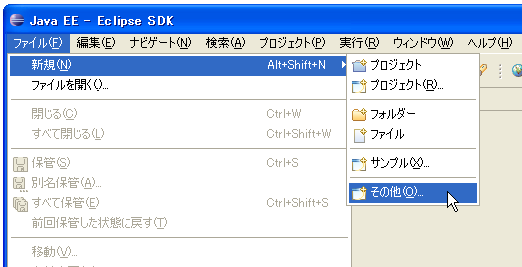 Java EE - Eclipse SDK
ファイル(F) 編集(E) ナビゲート(N) 検索(A) プロジェクト(P) 実行(R) ウィンドウ(W) ヘルプ(H)
新規(N) Alt+Shift+N
ファイルを開く()...
閉じる(C) Ctrl+W
すべて閉じる(L) Ctrl+Shift+W
保管(S) Ctrl+S
別名保管(A)...
すべて保管(E) Ctrl+Shift+S
前回保管した状態に戻す(T)
移動(V)...
プロジェクト
プロジェクト(R)...
フォルダー
ファイル
サンプル(X)...
その他(O)...